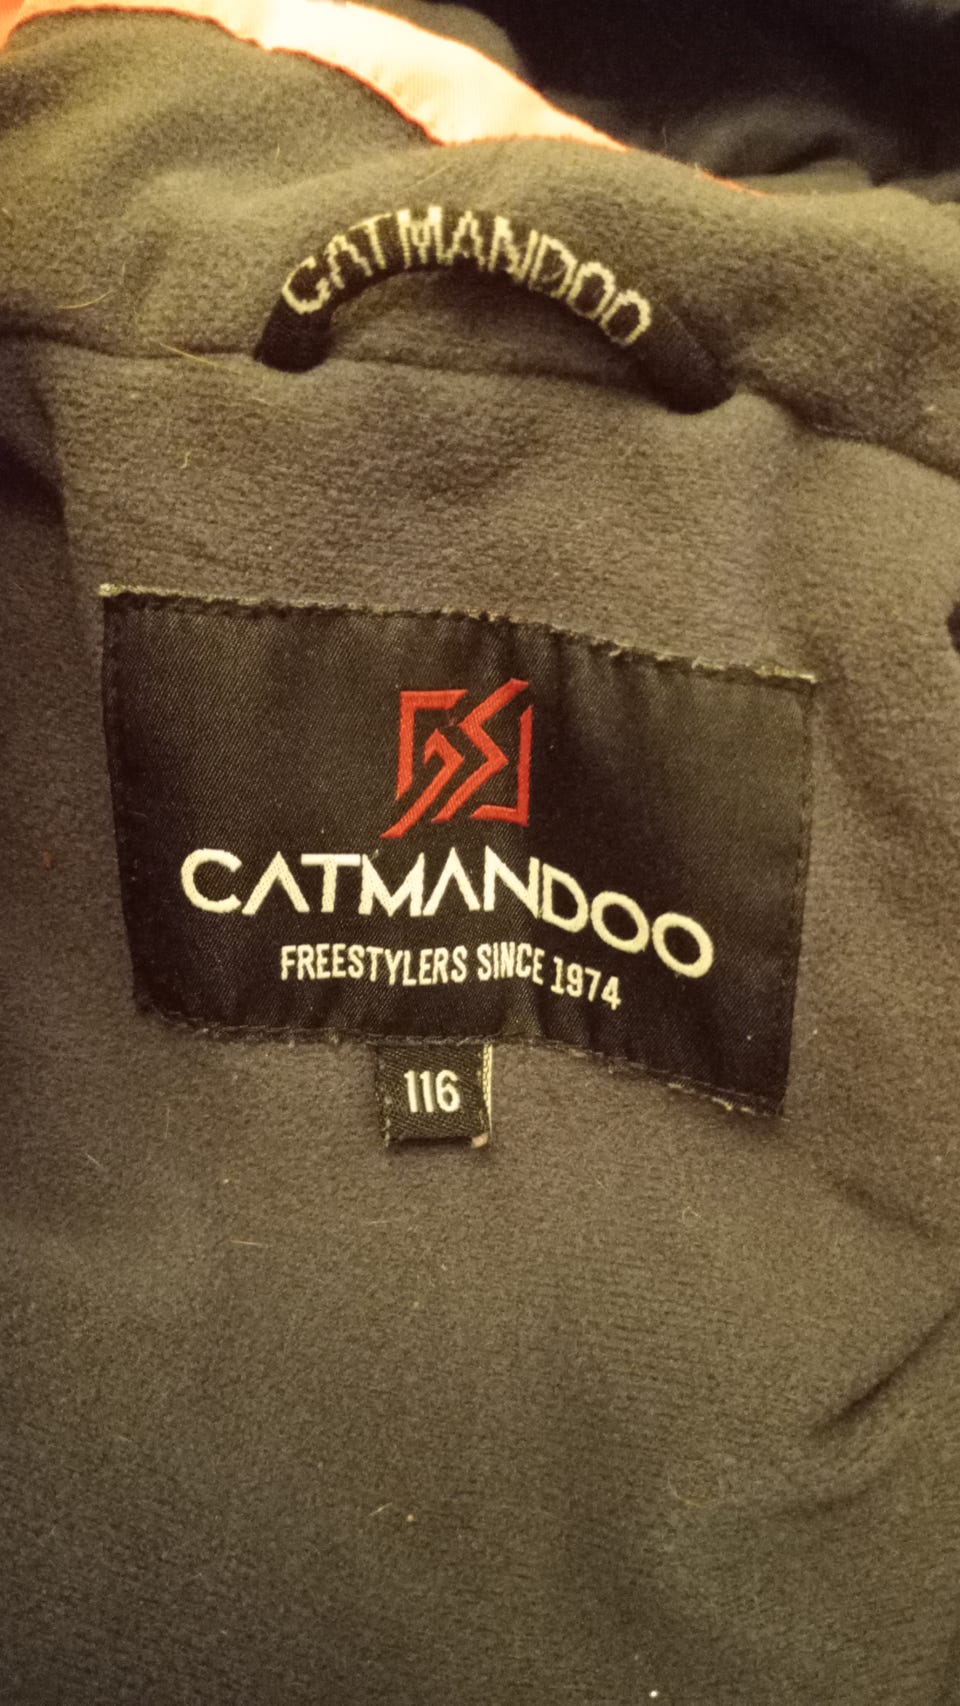 CATMANDOO
CATMANDOO
FREESTYLERS SINCE 1974
116